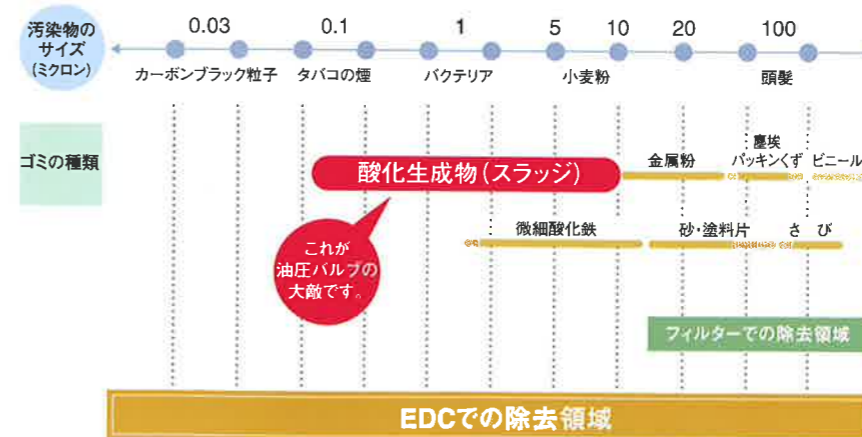 汚染物の
サイズ
(ミクロン)
0.03 0.1 1 5 10 20 100
カーボンブラック粒子 タバコの煙 バクテリア 小麦粉 頭髪
ゴミの種類
酸化生成物(スラッジ)
金属粉
塵埃
パッキンくず ビニール
これが
油圧バルブの
大敵です。
微細酸化鉄 砂・塗料片 さび
フィルターでの除去領域
EDCでの除去領域